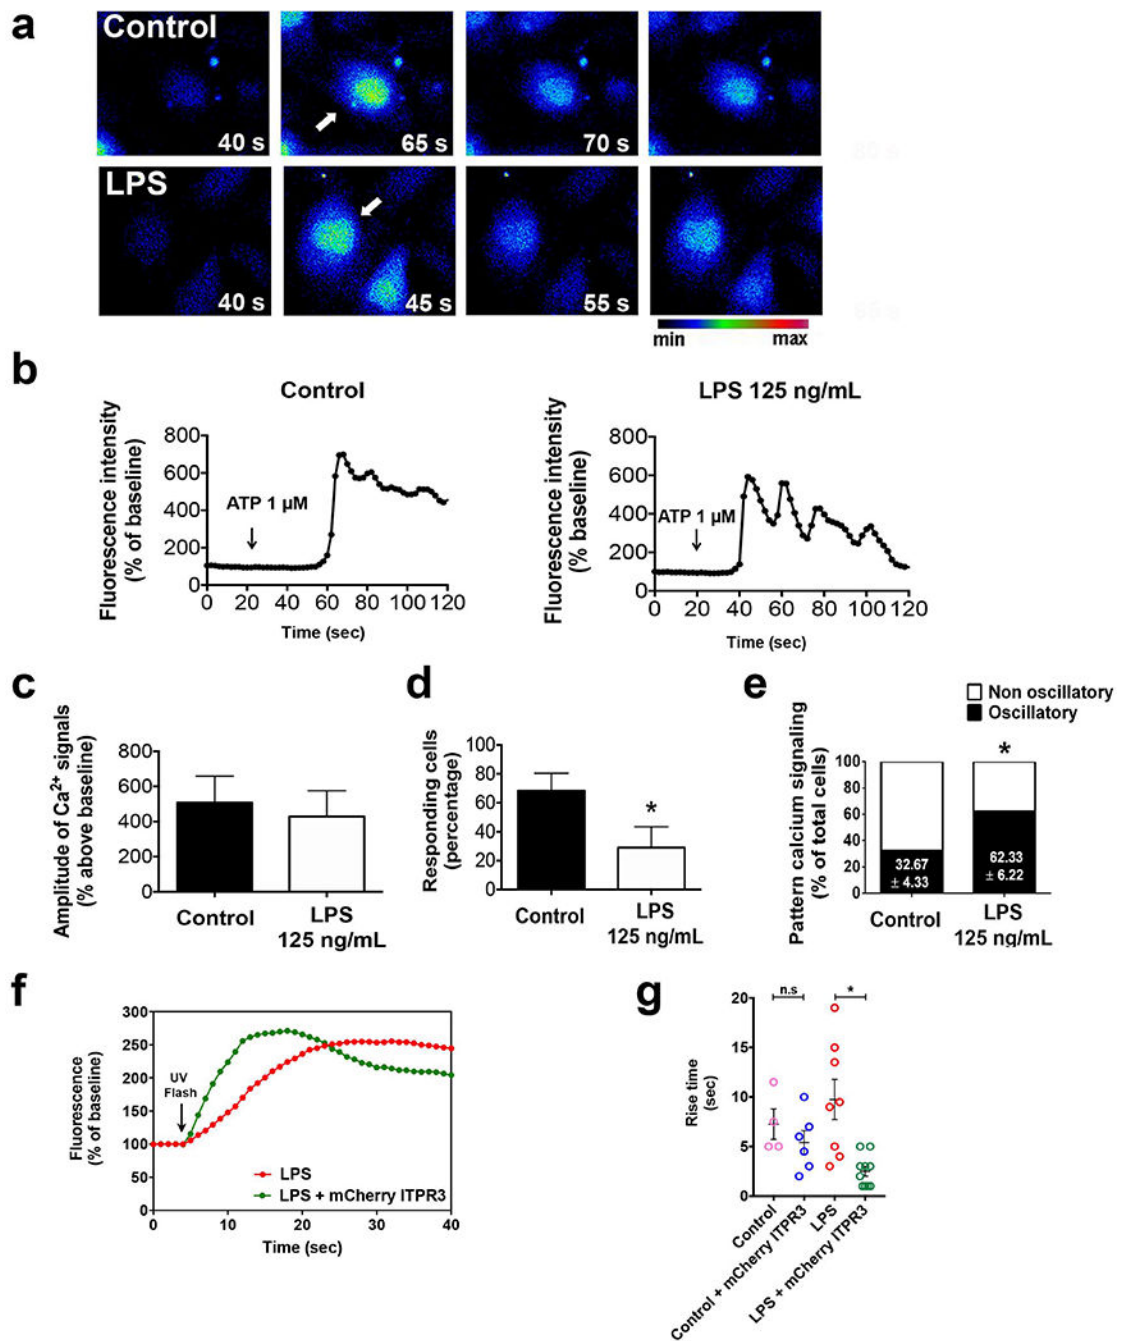 a
Control
40 s
65 s
70 s
LPS
40 s
45 s
55 s
min
max
b
Control
Fluorescence intensity
(% of baseline)
800
600
400
200
0
ATP 1 µM
0 20 40 60 80 100 120
Time (sec)
LPS 125 ng/mL
Fluorescence intensity
(% baseline)
800
600
400
200
0
ATP 1 µM
0 20 40 60 80 100 120
Time (sec)
c
Amplitude of Ca2+ signals
(% above baseline)
800
600
400
200
0
Control
LPS
125 ng/mL
d
Responding cells
(percentage)
100
80
60
40
20
0
*
Control
LPS
125 ng/mL
e
Non oscillatory
Oscillatory
Pattern calcium signaling
(% of total cells)
100
80
60
40
20
0
*
32.67
± 4.33
62.33
± 6.22
Control
LPS
125 ng/mL
f
Fluorescence
(% of baseline)
300
250
200
150
100
50
0
UV
Flash
LPS
LPS + mCherry ITPR3
0 10 20 30 40
Time (sec)
g
Rise time
(sec)
20
15
10
5
0
n.s
*
Control
Control + mCherry ITPR3
LPS
LPS + mCherry ITPR3